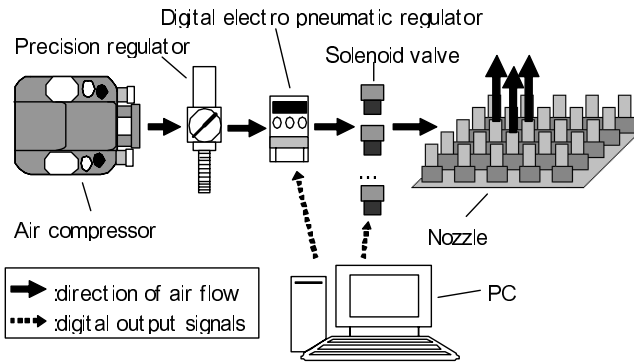 Digital electro pneumatic regulator
Precision regulator
Solenoid valve
...
Air compressor
Nozzle
PC
:direction of air flow
:digital output signals